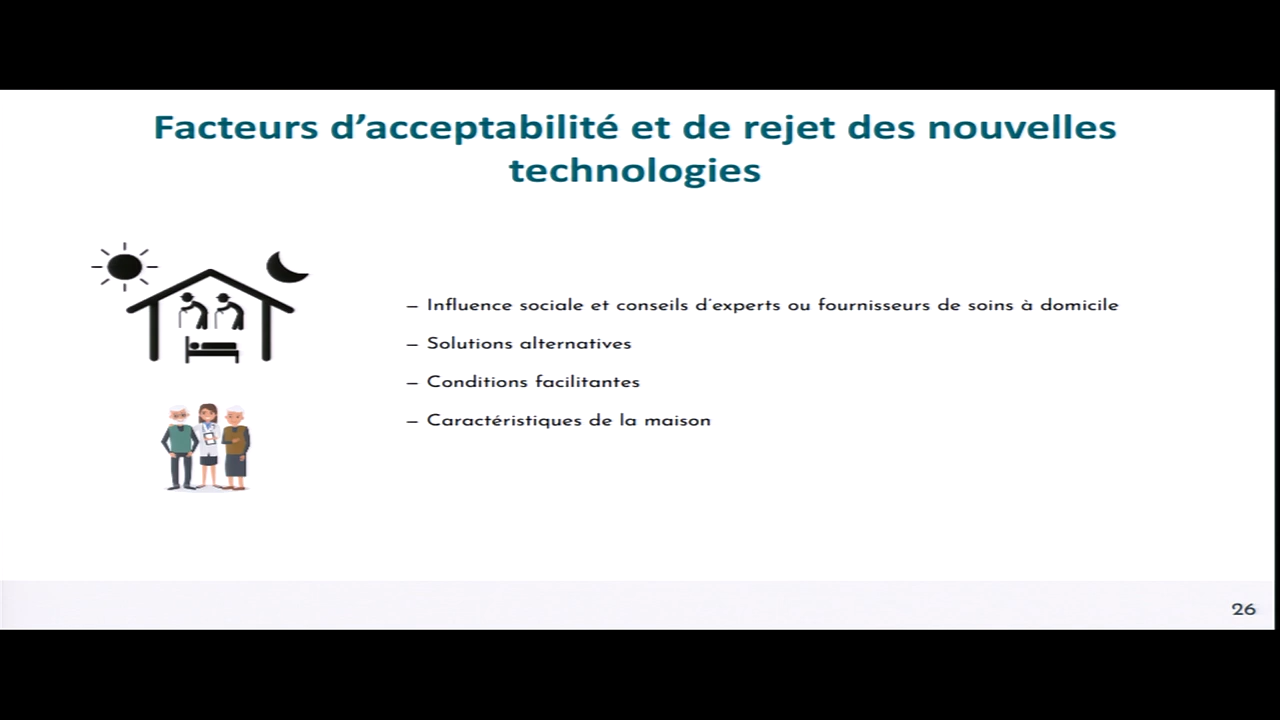 Facteurs d’acceptabilité et de rejet des nouvelles
technologies
– Influence sociale et conseils d’experts ou fournisseurs de soins à domicile
– Solutions alternatives
– Conditions facilitantes
– Caractéristiques de la maison
26